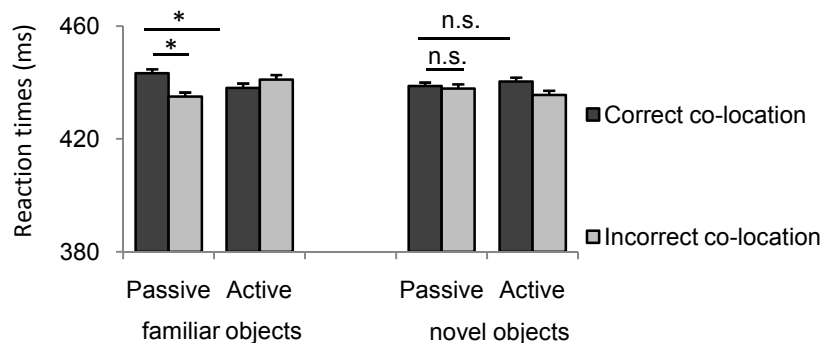 Reaction times (ms)
460
420
380
*
*
n.s.
n.s.
Correct co-location
Incorrect co-location
Passive Active Passive Active
familiar objects novel objects